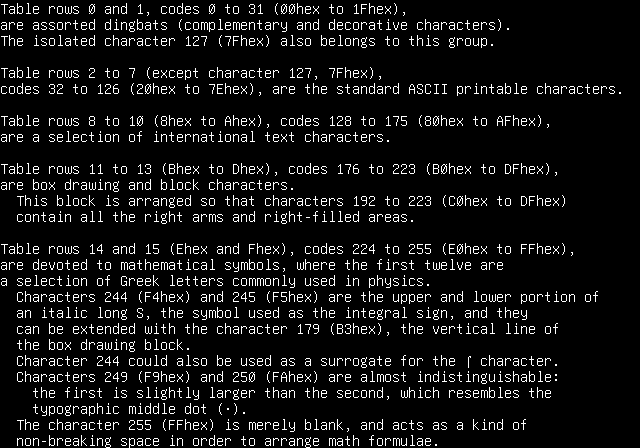 Table rows 0 and 1, codes 0 to 31 (00hex to 1Fhex),
are assorted dingbats (complementary and decorative characters).
The isolated character 127 (7Fhex) also belongs to this group.
Table rows 2 to 7 (except character 127, 7Fhex),
codes 32 to 126 (20hex to 7Ehex), are the standard ASCII printable characters.
Table rows 8 to 10 (8hex to Ahex), codes 128 to 175 (80hex to AFhex),
are a selection of international text characters.
Table rows 11 to 13 (Bhex to Dhex), codes 176 to 223 (B0hex to DFhex),
are box drawing and block characters.
This block is arranged so that characters 192 to 223 (C0hex to DFhex)
contain all the right arms and right-filled areas.
Table rows 14 and 15 (Ehex and Fhex), codes 224 to 255 (E0hex to FFhex),
are devoted to mathematical symbols, where the first twelve are
a selection of Greek letters commonly used in physics.
Characters 244 (F4hex) and 245 (F5hex) are the upper and lower portion of
an italic long S, the symbol used as the integral sign, and they
can be extended with the character 179 (B3hex), the vertical line of
the box drawing block.
Character 244 could also be used as a surrogate for the ⌠ character.
Characters 249 (F9hex) and 250 (FAhex) are almost indistinguishable:
the first is slightly larger than the second, which resembles the
typographic middle dot (·).
The character 255 (FFhex) is merely blank, and acts as a kind of
non-breaking space in order to arrange math formulae.